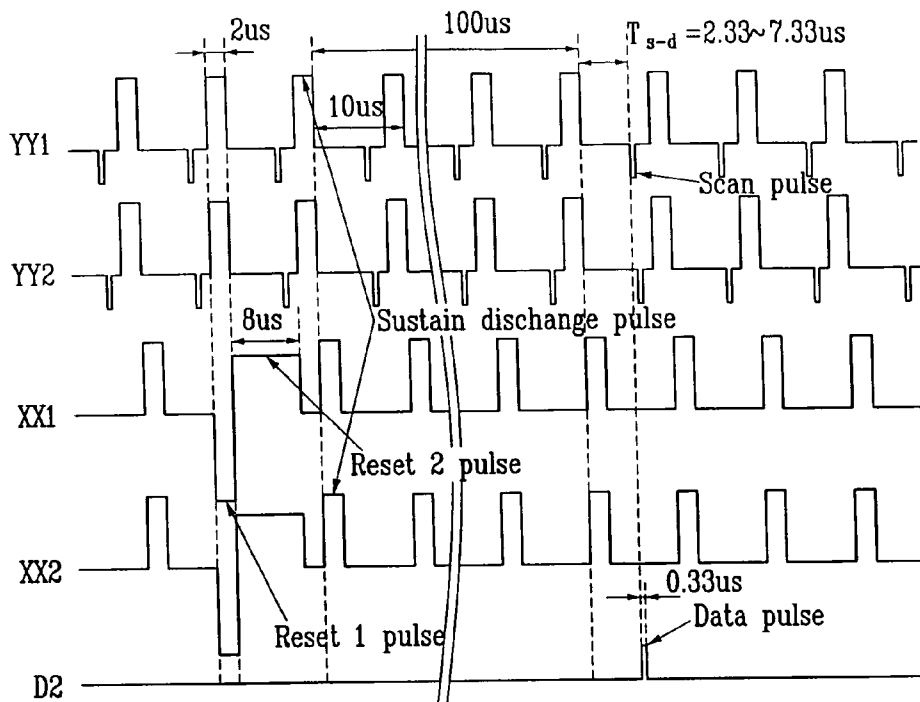 2us
100us
T s-d =2.33~7.33us
10us
YY1
Scan pulse
YY2
8us
Sustain discharge pulse
XX1
Reset 2 pulse
XX2
0.33us
Data pulse
Reset 1 pulse
D2